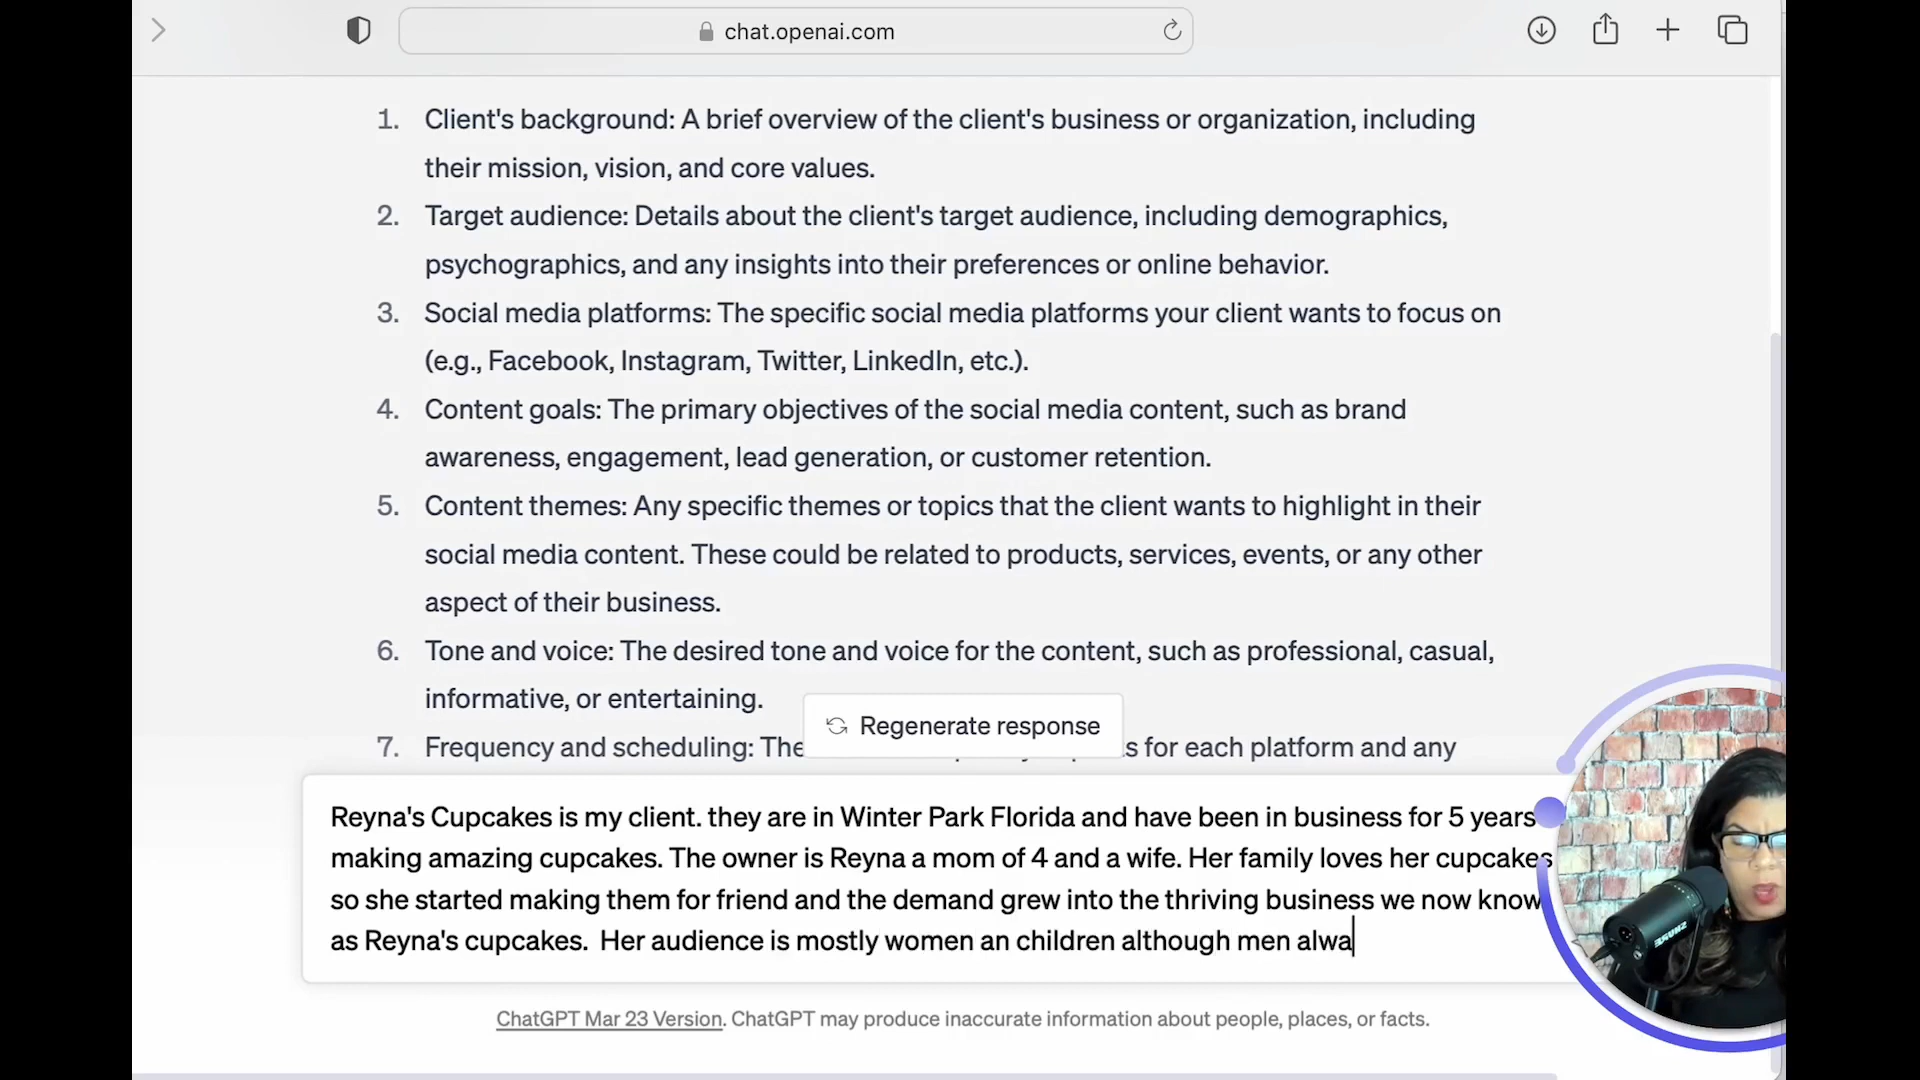 chat.openai.com
1. Client's background: A brief overview of the client's business or organization, including
their mission, vision, and core values.
2. Target audience: Details about the client's target audience, including demographics,
psychographics, and any insights into their preferences or online behavior.
3. Social media platforms: The specific social media platforms your client wants to focus on
(e.g., Facebook, Instagram, Twitter, LinkedIn, etc.).
4. Content goals: The primary objectives of the social media content, such as brand
awareness, engagement, lead generation, or customer retention.
5. Content themes: Any specific themes or topics that the client wants to highlight in their
social media content. These could be related to products, services, events, or any other
aspect of their business.
6. Tone and voice: The desired tone and voice for the content, such as professional, casual,
informative, or entertaining.
Regenerate response
7. Frequency and scheduling: The for each platform and any
Reyna's Cupcakes is my client. they are in Winter Park Florida and have been in business for 5 years
making amazing cupcakes. The owner is Reyna a mom of 4 and a wife. Her family loves her cupcakes
so she started making them for friend and the demand grew into the thriving business we now know
as Reyna's cupcakes.  Her audience is mostly women an children although men alwa
ChatGPT Mar 23 Version. ChatGPT may produce inaccurate information about people, places, or facts.